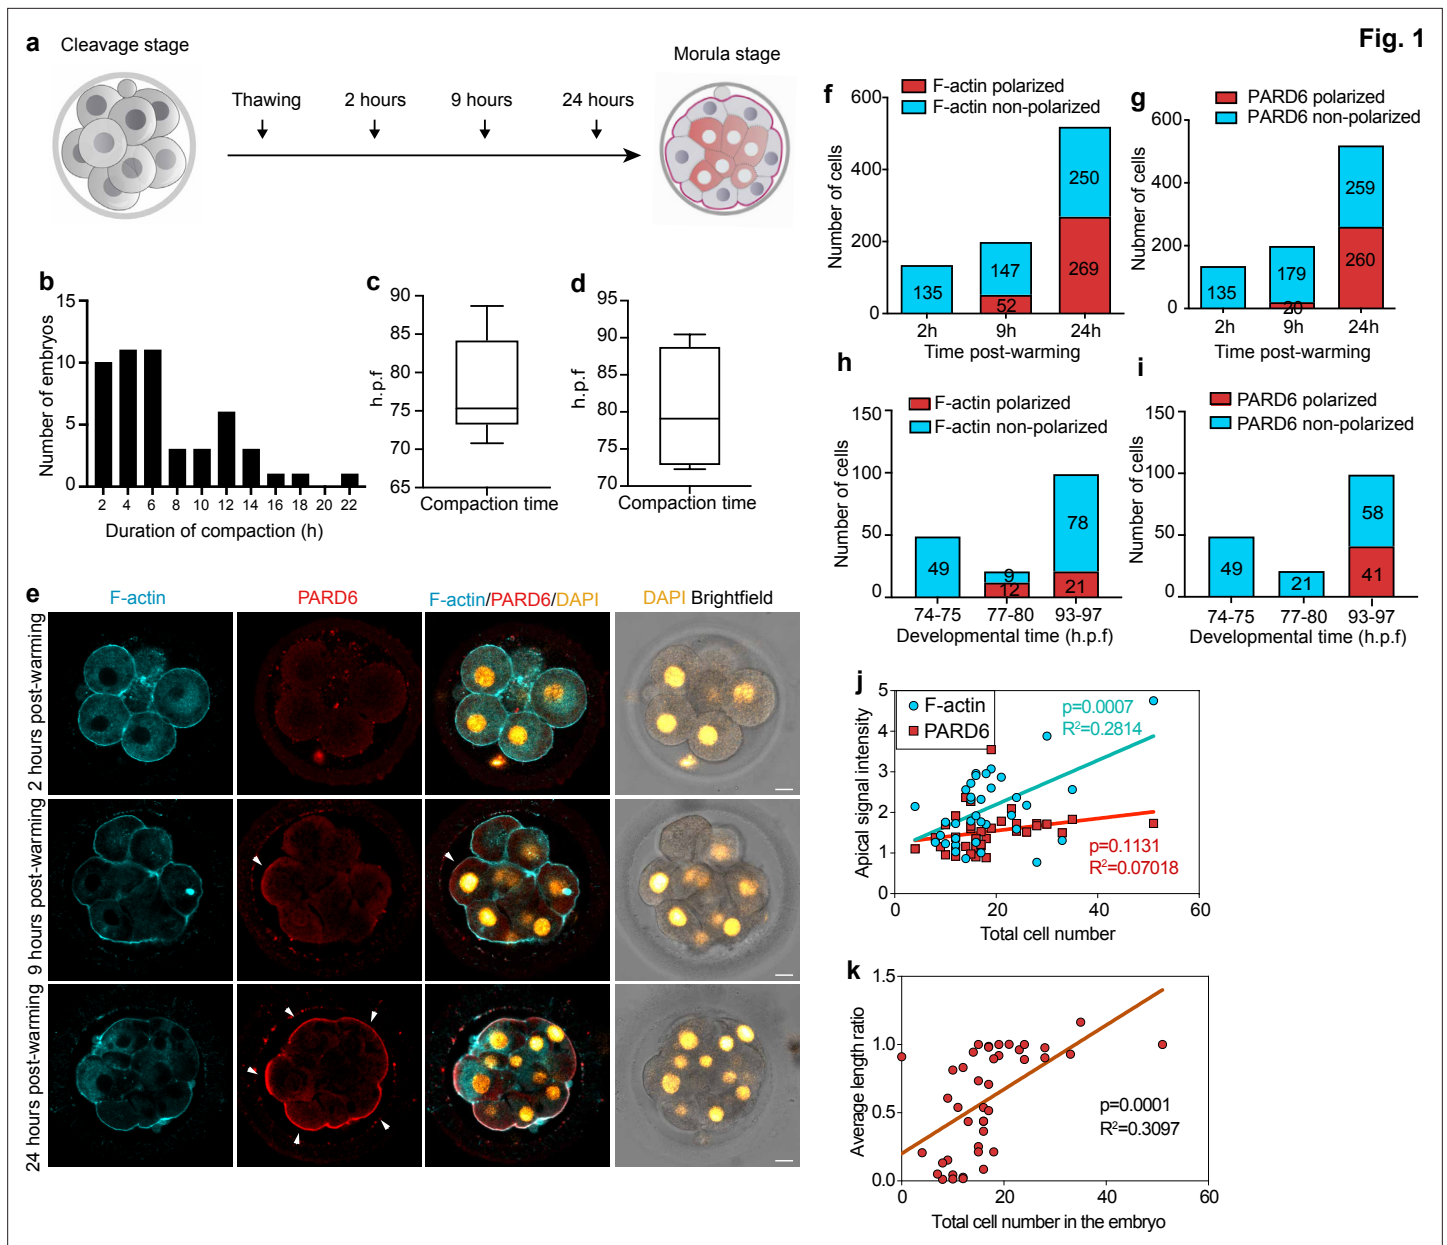 Fig. 1
a
Cleavage stage
Thawing
2 hours
9 hours
24 hours
Morula stage
b
Number of embryos
15
10
5
0
2 4 6 8 10 12 14 16 18 20 22
Duration of compaction (h)
c
h.p.f
90
85
80
75
70
65
Compaction time
d
h.p.f
95
90
85
80
75
70
Compaction time
e
F-actin
PARD6
F-actin/PARD6/DAPI
DAPI Brightfield
2 hours post-warming
9 hours post-warming
24 hours post-warming
f
F-actin polarized
F-actin non-polarized
Number of cells
600
400
200
0
135
147
52
250
269
2h 9h 24h
Time post-warming
g
PARD6 polarized
PARD6 non-polarized
Nubmer of cells
600
400
200
0
135
179
20
259
260
2h 9h 24h
Time post-warming
h
F-actin polarized
F-actin non-polarized
Number of cells
150
100
50
0
49
9
12
78
21
74-75 77-80 93-97
Developmental time (h.p.f)
i
PARD6 polarized
PARD6 non-polarized
Number of cells
150
100
50
0
49
21
58
41
74-75 77-80 93-97
Developmental time (h.p.f)
j
F-actin
PARD6
p=0.0007
R²=0.2814
p=0.1131
R²=0.07018
Apical signal intensity
5
4
3
2
1
0
0 20 40 60
Total cell number
k
Average length ratio
1.5
1.0
0.5
0.0
p=0.0001
R²=0.3097
0 20 40 60
Total cell number in the embryo